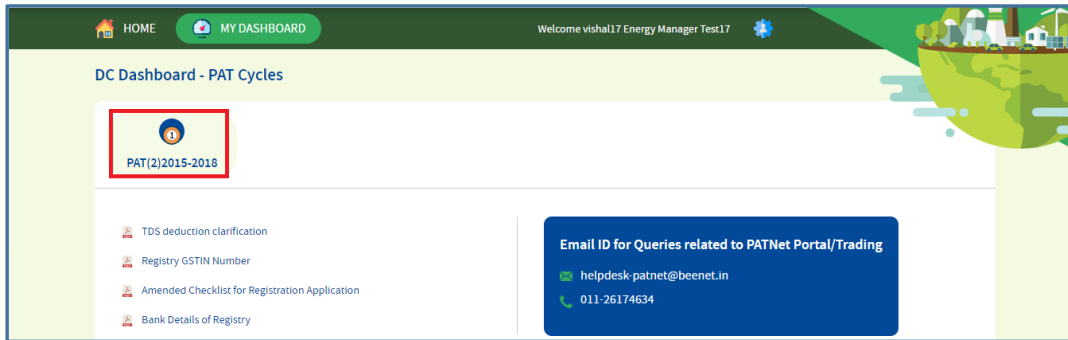 HOME
MY DASHBOARD
Welcome vishal17 Energy Manager Test17
DC Dashboard - PAT Cycles
1
PAT(2)2015-2018
TDS deduction clarification
Registry GSTIN Number
Amended Checklist for Registration Application
Bank Details of Registry
Email ID for Queries related to PATNet Portal/Trading
helpdesk-patnet@beenet.in
011-26174634